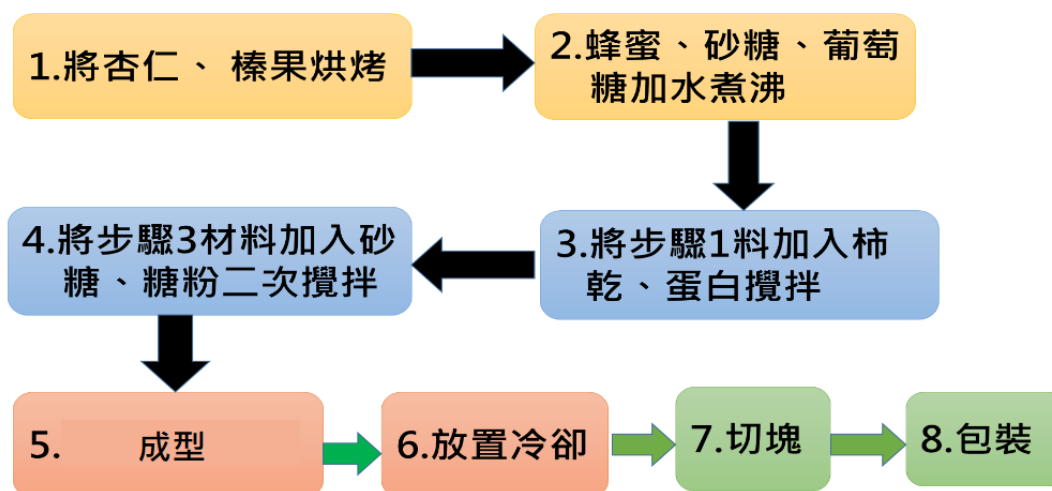 1.將杏仁、 榛果烘烤
2.蜂蜜、砂糖、葡萄
糖加水煮沸
3.將步驟1料加入柿
乾、蛋白攪拌
4.將步驟3材料加入砂
糖、糖粉二次攪拌
5. 成型
6.放置冷卻
7.切塊
8.包裝